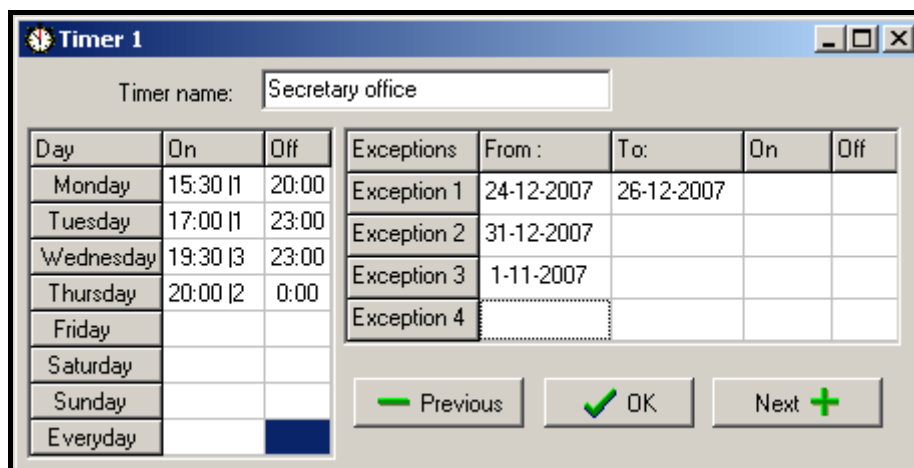 Timer 1
Timer name: Secretary office
Day On Off
Monday 15:30 |1 20:00
Tuesday 17:00 |1 23:00
Wednesday 19:30 |3 23:00
Thursday 20:00 |2 0:00
Friday
Saturday
Sunday
Everyday
Exceptions From : To: On Off
Exception 1 24-12-2007 26-12-2007
Exception 2 31-12-2007
Exception 3 1-11-2007
Exception 4
Previous OK Next